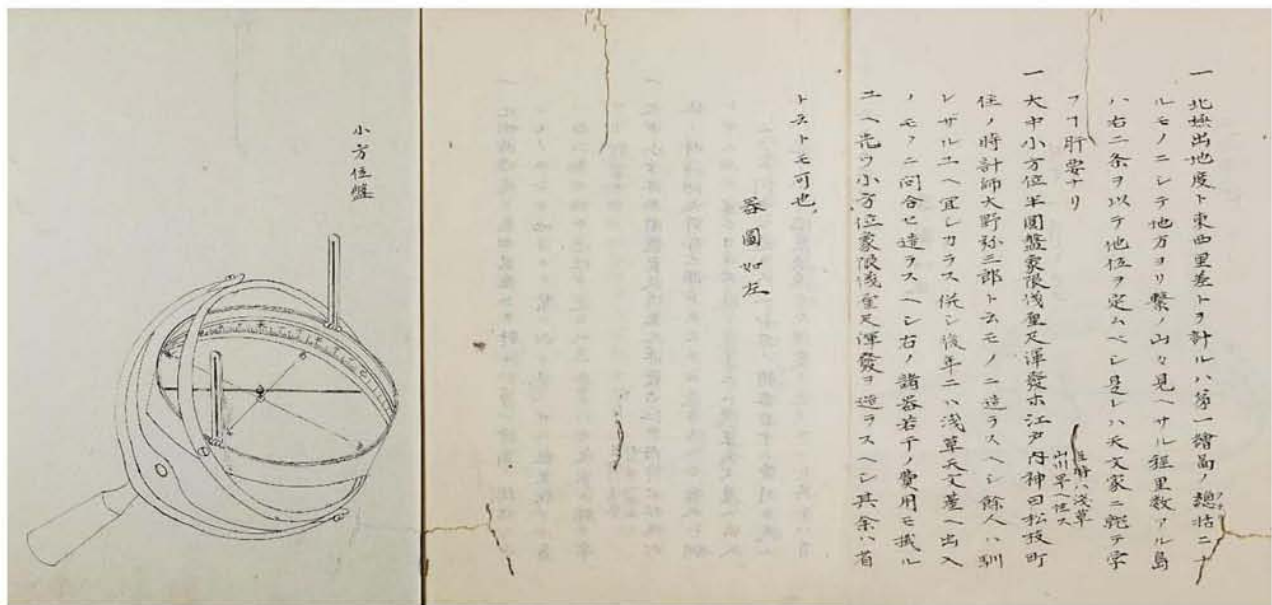 一北極出地度ト東西里差トヲ計ルハ第一繪圖ノ總括ニナ
ルモノニシテ地方ヨリ繫ノ山々見ヘサル程里数アル島
ハ右二条ヲ以テ地位ヲ定ムベシ是レハ天文家ニ就テ学
フヿ肝要ナリ
一大中小方位半圓盤象限儀量尺渾發ホ江戸内神田松枝町
住ノ時計師大野弥三郎ト云モノニ造ラスヘシ餘人ハ馴
レザルユヘ宜シカラス併シ後年ニハ浅草天文臺ヘ出入
ノモノニ問合セ造ラスヘシ右ノ諸器若干ノ費用モ掛ル
ユヘ先ツ小方位象限儀量尺渾發ヲ造ラスヘシ其余ハ省
トストモ可也
器圖如左
小方位盤